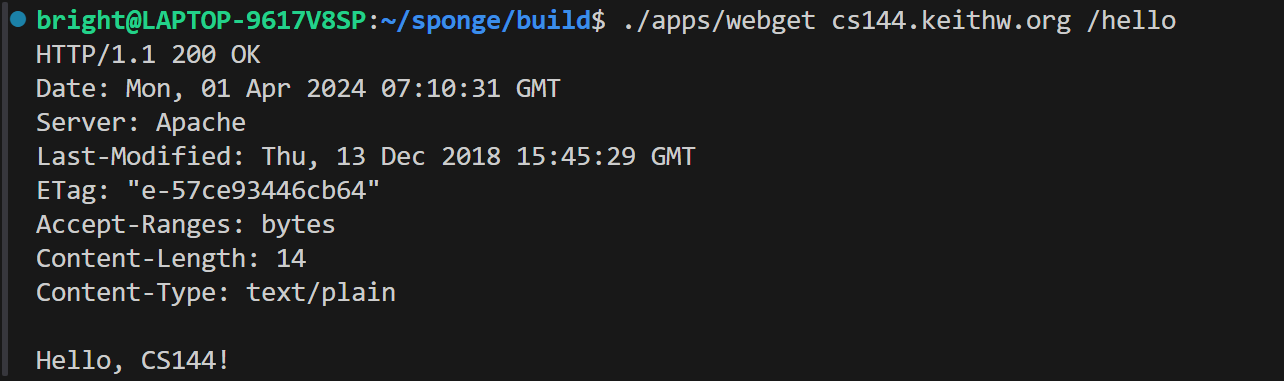 bright@LAPTOP-9617V8SP:~/sponge/build$ ./apps/webget cs144.keithw.org /hello
HTTP/1.1 200 OK
Date: Mon, 01 Apr 2024 07:10:31 GMT
Server: Apache
Last-Modified: Thu, 13 Dec 2018 15:45:29 GMT
ETag: "e-57ce93446cb64"
Accept-Ranges: bytes
Content-Length: 14
Content-Type: text/plain

Hello, CS144!